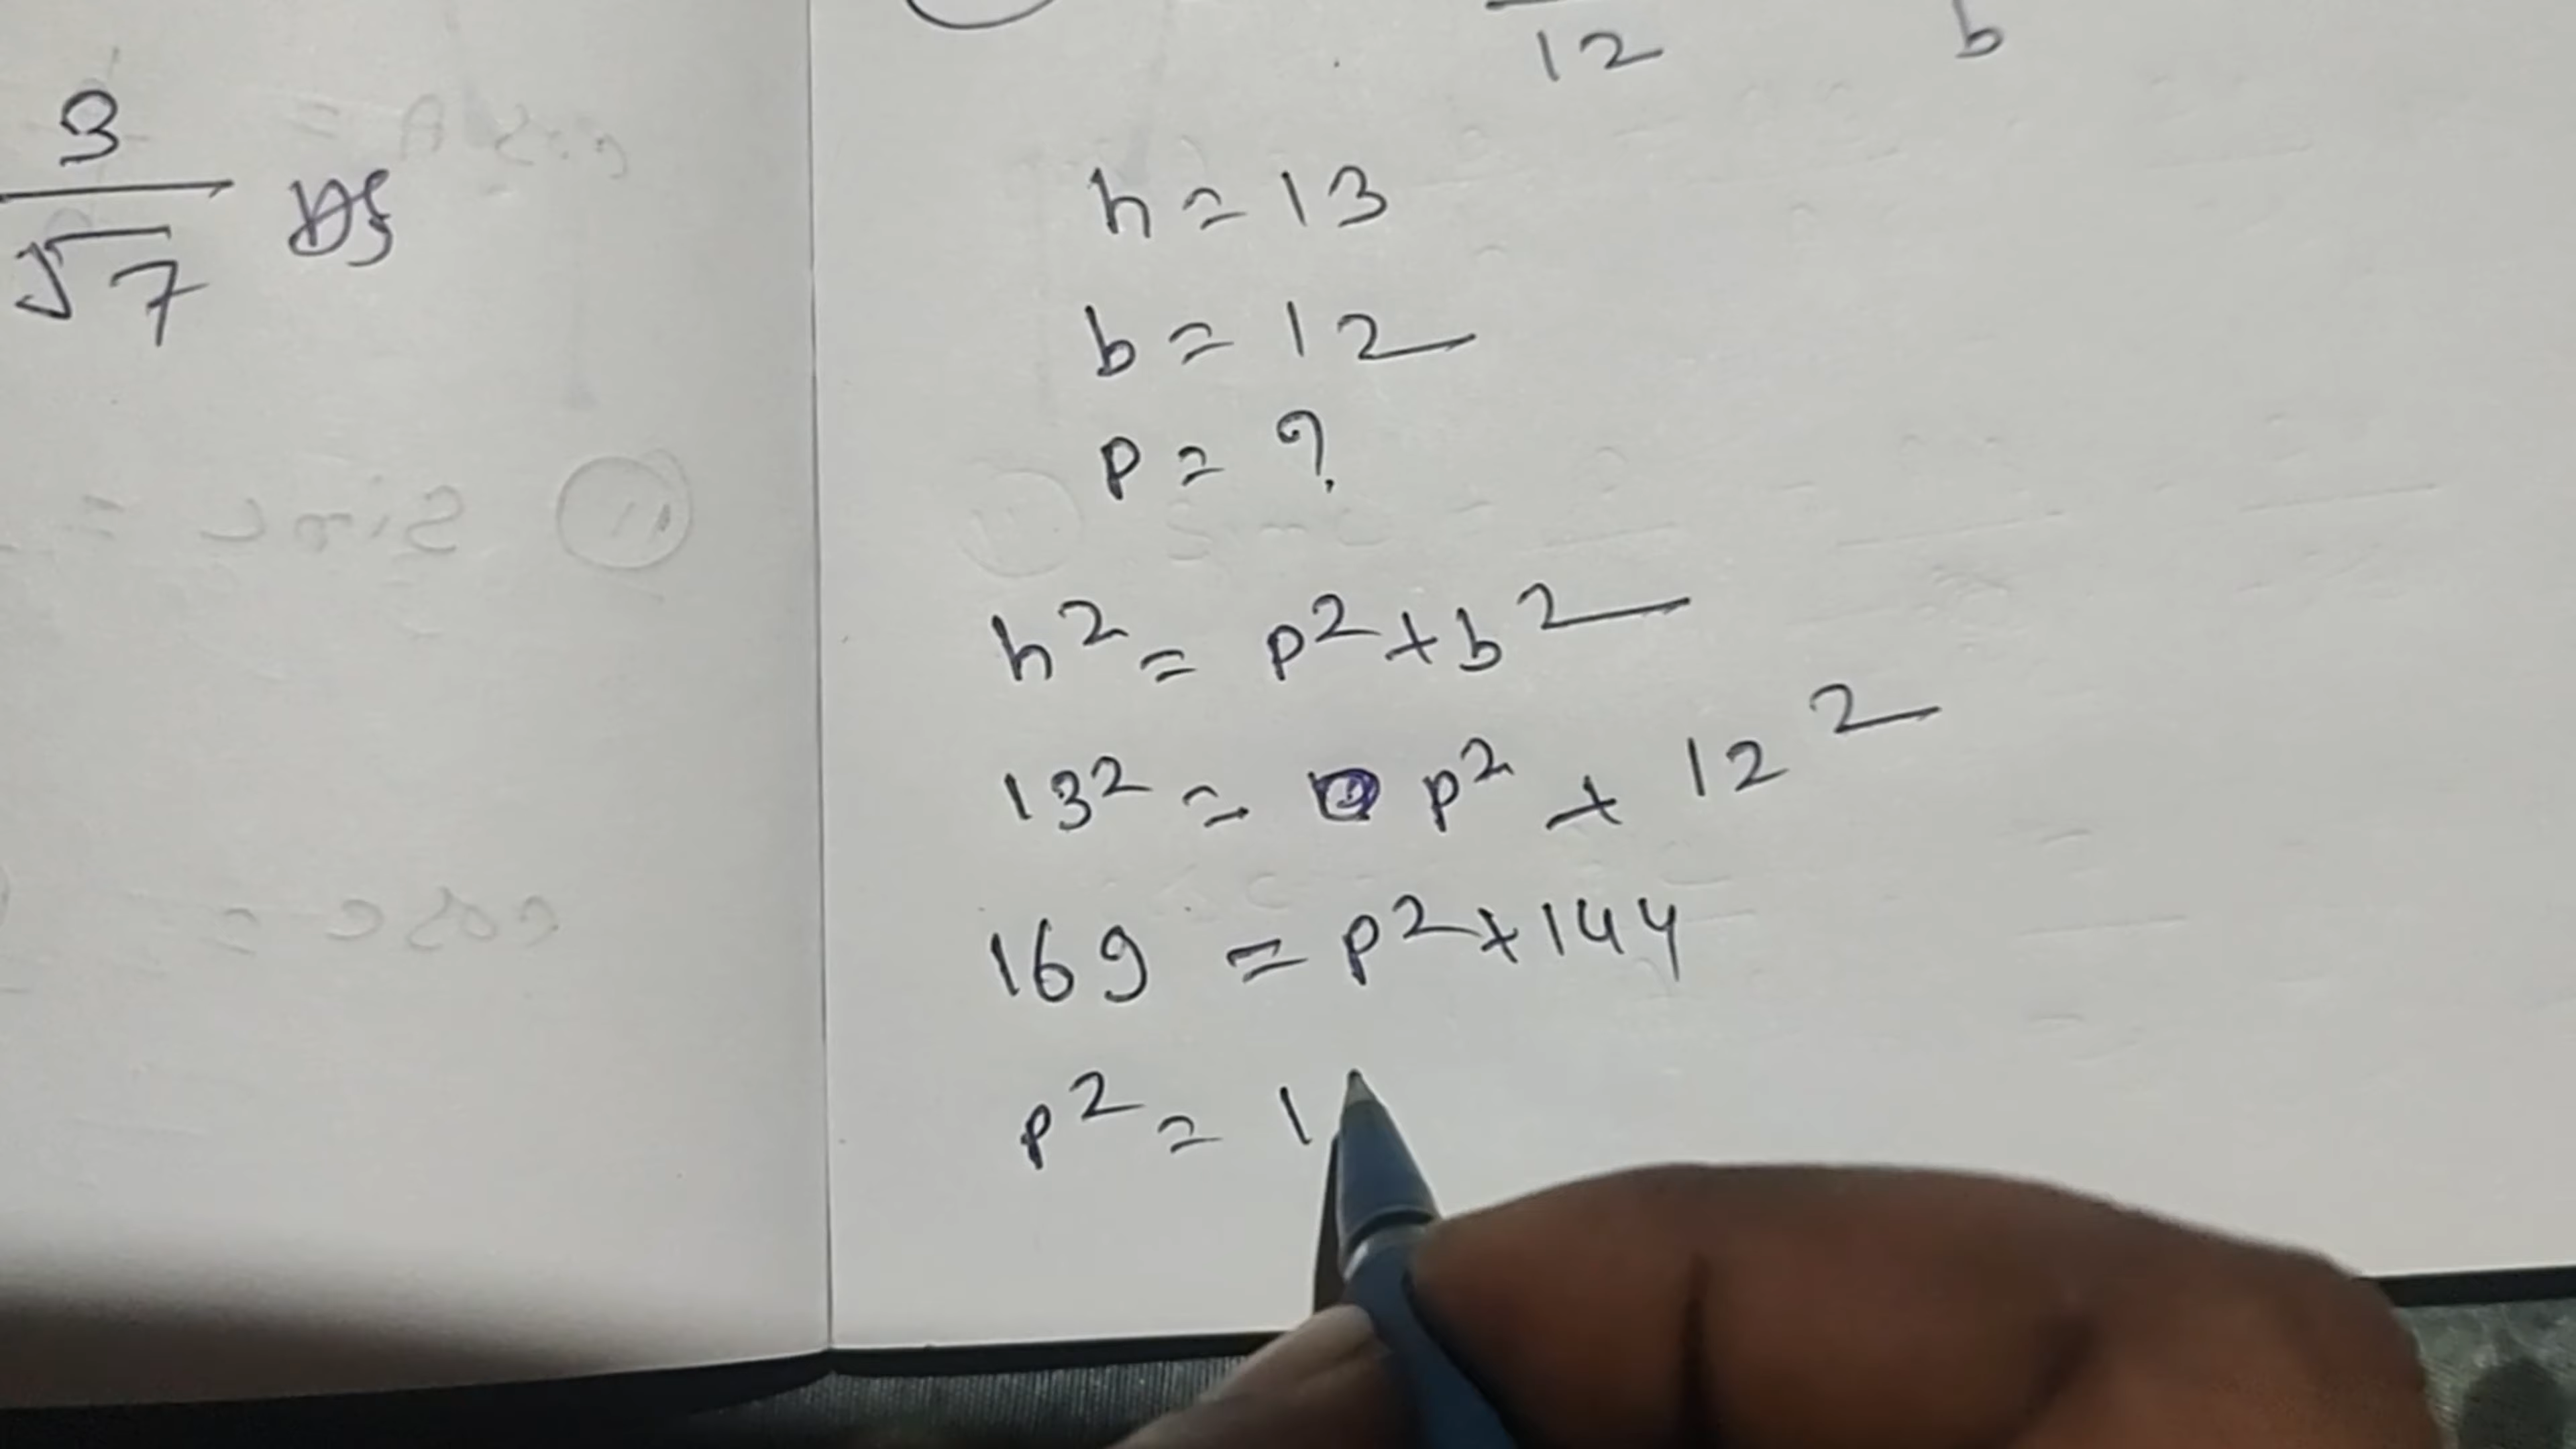 3
√7
12 b
h = 13
b = 12
p = ?
h² = p² + b²
13² = p² + 12²
169 = p² + 144
p² = 1